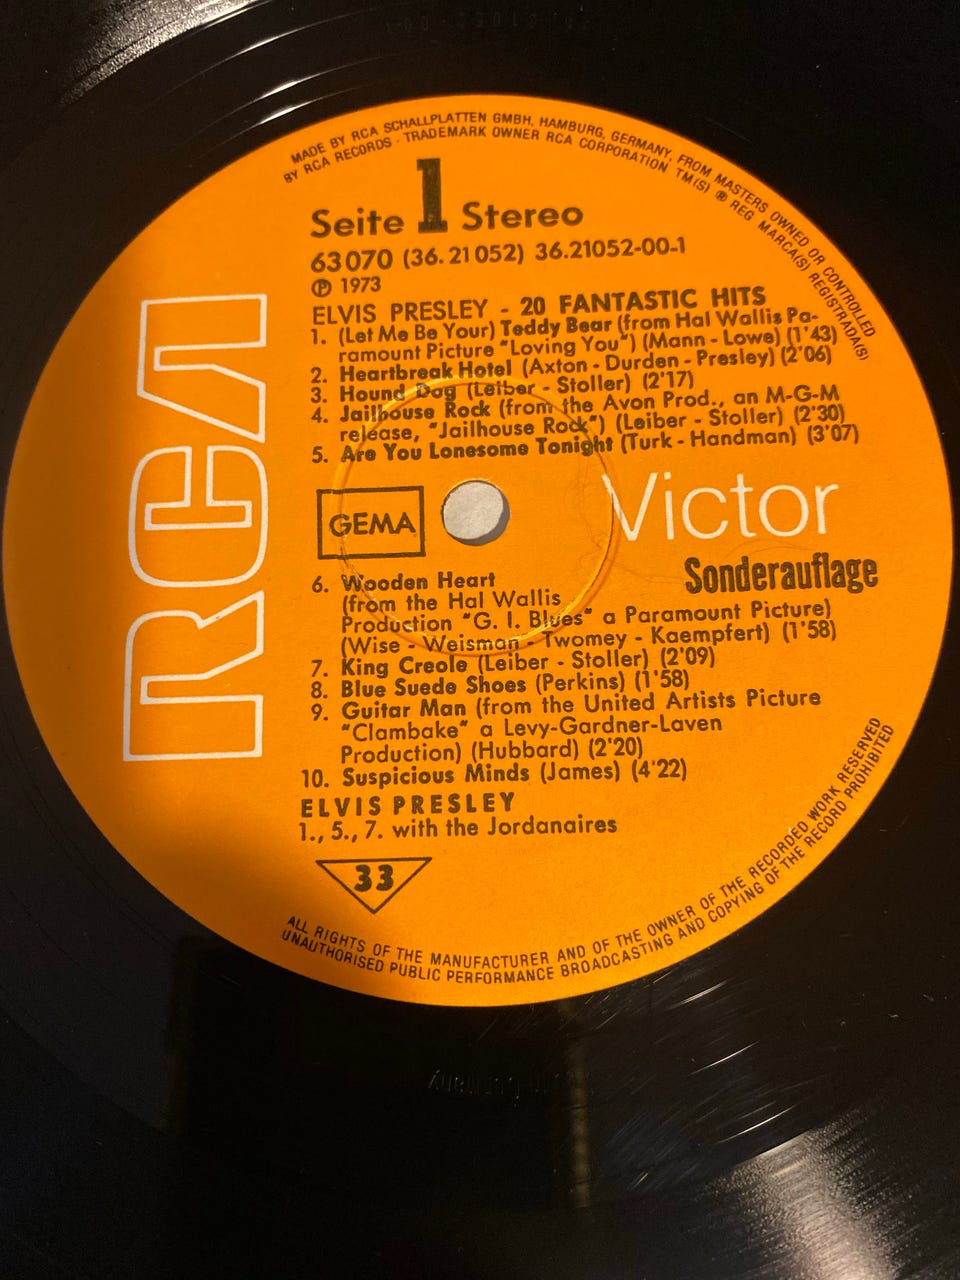 MADE BY RCA SCHALLPLATTEN GMBH, HAMBURG, GERMANY, FROM MASTERS OWNED OR CONTROLLED
BY RCA RECORDS · TRADEMARK OWNER RCA CORPORATION TM(S) ® REG MARCA(S) REGISTRADA(S)
Seite 1 Stereo
63070 (36.21052) 36.21052-00-1
℗ 1973
ELVIS PRESLEY - 20 FANTASTIC HITS
1. (Let Me Be Your) Teddy Bear (from Hal Wallis Pa-
ramount Picture "Loving You") (Mann - Lowe) (1'43)
2. Heartbreak Hotel (Axton - Durden - Presley) (2'06)
3. Hound Dog (Leiber - Stoller) (2'17)
4. Jailhouse Rock (from the Avon Prod., an M-G-M
release, "Jailhouse Rock") (Leiber - Stoller) (2'30)
5. Are You Lonesome Tonight (Turk - Handman) (3'07)
RCA
GEMA
Victor
Sonderauflage
6. Wooden Heart
(from the Hal Wallis
Production "G. I. Blues" a Paramount Picture)
(Wise - Weisman - Twomey - Kaempfert) (1'58)
7. King Creole (Leiber - Stoller) (2'09)
8. Blue Suede Shoes (Perkins) (1'58)
9. Guitar Man (from the United Artists Picture
"Clambake" a Levy-Gardner-Laven
Production) (Hubbard) (2'20)
10. Suspicious Minds (James) (4'22)
ELVIS PRESLEY
1., 5., 7. with the Jordanaires
33
ALL RIGHTS OF THE MANUFACTURER AND OF THE OWNER OF THE RECORDED WORK RESERVED
UNAUTHORISED PUBLIC PERFORMANCE BROADCASTING AND COPYING OF THE RECORD PROHIBITED